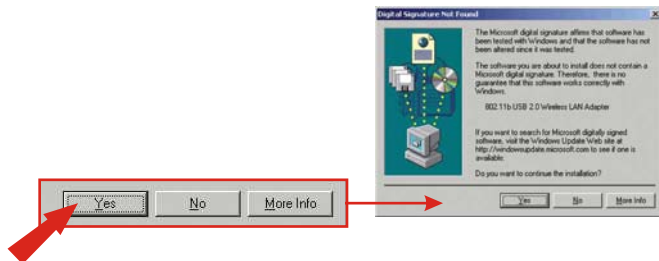 Digital Signature Not Found
The Microsoft digital signature affirms that software has
been tested with Windows and that the software has not
been altered since it was tested.
The software you are about to install does not contain a
Microsoft digital signature. Therefore, there is no
guarantee that this software works correctly with
Windows.
802.11b USB 2.0 Wireless LAN Adapter
If you want to search for Microsoft digitally signed
software, visit the Windows Update Web site at
http://windowsupdate.microsoft.com to see if one is
available.
Do you want to continue the installation?
Yes No More Info
Yes No More Info